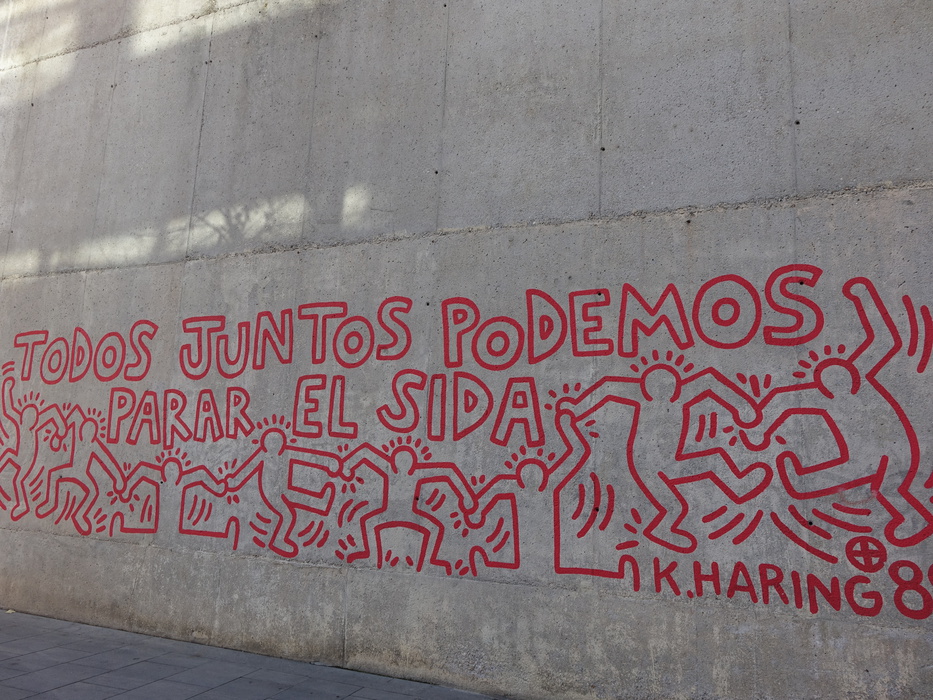 TODOS JUNTOS PODEMOS
PARAR EL SIDA
K.HARING 89